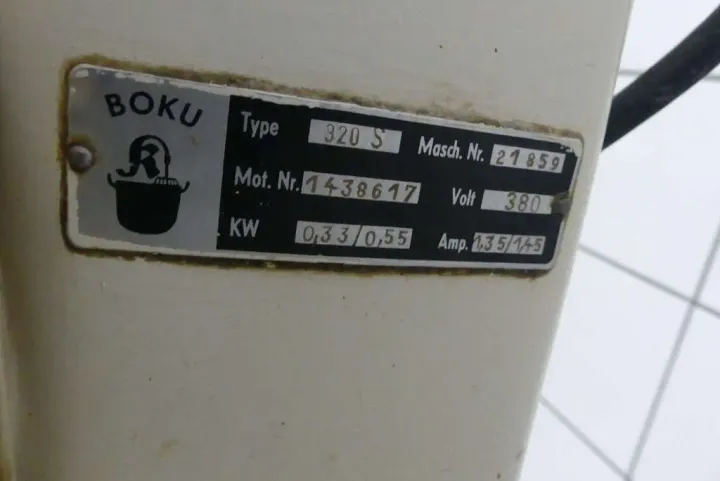 BOKU
Type 320 S Masch. Nr. 21859
Mot. Nr. 1438617 Volt 380
KW 0,33/0,55 Amp. 1,35/1,45